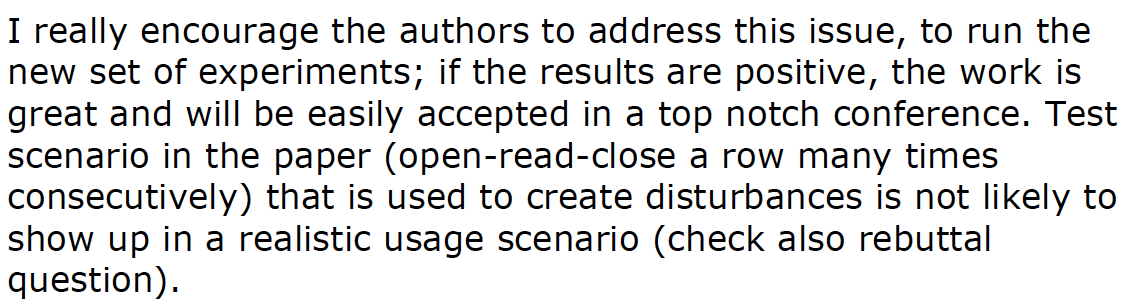 I really encourage the authors to address this issue, to run the
new set of experiments; if the results are positive, the work is
great and will be easily accepted in a top notch conference. Test
scenario in the paper (open-read-close a row many times
consecutively) that is used to create disturbances is not likely to
show up in a realistic usage scenario (check also rebuttal
question).